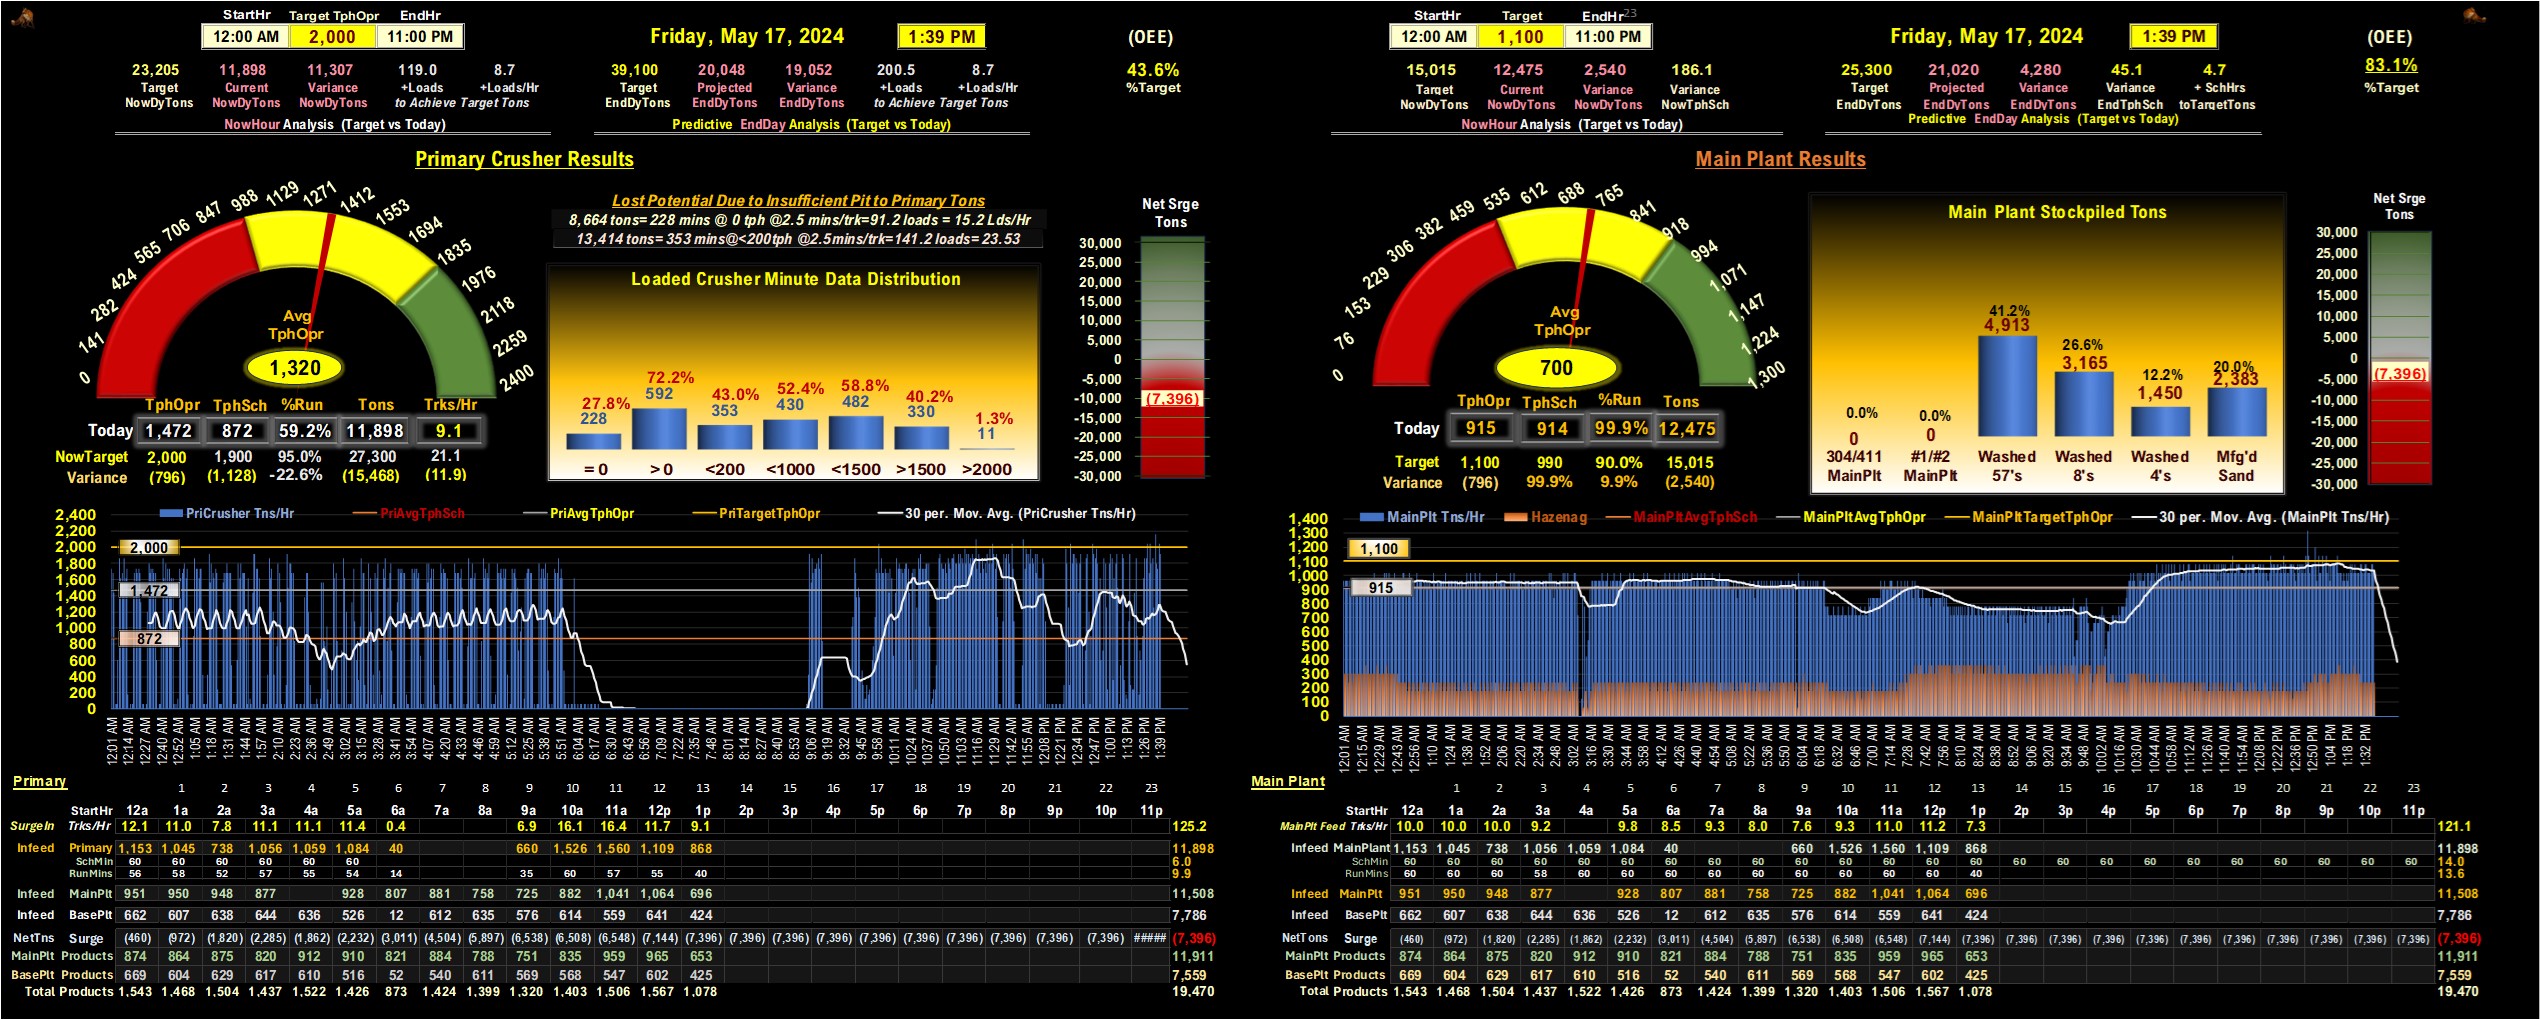 StartHr Target TphOpr EndHr
12:00 AM 2,000 11:00 PM
Friday, May 17, 2024 1:39 PM (OEE)
23,205 11,898 11,307 119.0 8.7
Target Current Variance +Loads +Loads/Hr
NowDyTons NowDyTons NowDyTons to Achieve Target Tons
NowHour Analysis (Target vs Today)
39,100 20,048 19,052 200.5 8.7 43.6%
Target Projected Variance +Loads +Loads/Hr %Target
EndDyTons EndDyTons EndDyTons to Achieve Target Tons
Predictive EndDay Analysis (Target vs Today)
Primary Crusher Results
0 141 282 424 565 706 847 988 1129 1271 1412 1553 1694 1835 1976 2118 2259 2400
Avg
TphOpr
1,320
TphOpr TphSch %Run Tons Trks/Hr
Today 1,472 872 59.2% 11,898 9.1
NowTarget 2,000 1,900 95.0% 27,300 21.1
Variance (796) (1,128) -22.6% (15,468) (11.9)
Lost Potential Due to Insufficient Pit to Primary Tons
8,664 tons= 228 mins @ 0 tph @2.5 mins/trk=91.2 loads = 15.2 Lds/Hr
13,414 tons= 353 mins@<200tph @2.5mins/trk=141.2 loads= 23.53
Loaded Crusher Minute Data Distribution
27.8% 72.2% 43.0% 52.4% 58.8% 40.2% 1.3%
228 592 353 430 482 330 11
= 0 > 0 <200 <1000 <1500 >1500 >2000
Net Srge
Tons
30,000
25,000
20,000
15,000
10,000
5,000
0
-5,000
-10,000
-15,000
-20,000
-25,000
-30,000
(7,396)
PriCrusher Tns/Hr PriAvgTphSch PriAvgTphOpr PriTargetTphOpr 30 per. Mov. Avg. (PriCrusher Tns/Hr)
2,400
2,200
2,000
1,800
1,600
1,400
1,200
1,000
800
600
400
200
0
2,000
1,472
872
12:01 AM 12:14 AM 12:27 AM 12:40 AM 12:52 AM 1:05 AM 1:18 AM 1:31 AM 1:44 AM 1:57 AM 2:10 AM 2:23 AM 2:36 AM 2:49 AM 3:02 AM 3:15 AM 3:28 AM 3:41 AM 3:54 AM 4:07 AM 4:20 AM 4:33 AM 4:46 AM 4:59 AM 5:12 AM 5:25 AM 5:38 AM 5:51 AM 6:04 AM 6:17 AM 6:30 AM 6:43 AM 6:56 AM 7:09 AM 7:22 AM 7:35 AM 7:48 AM 8:01 AM 8:14 AM 8:27 AM 8:40 AM 8:53 AM 9:06 AM 9:19 AM 9:32 AM 9:45 AM 9:58 AM 10:11 AM 10:24 AM 10:37 AM 10:50 AM 11:03 AM 11:16 AM 11:29 AM 11:42 AM 11:55 AM 12:08 PM 12:21 PM 12:34 PM 12:47 PM 1:00 PM 1:13 PM 1:26 PM 1:39 PM
Primary
1 2 3 4 5 6 7 8 9 10 11 12 13 14 15 16 17 18 19 20 21 22 23
StartHr 12a 1a 2a 3a 4a 5a 6a 7a 8a 9a 10a 11a 12p 1p 2p 3p 4p 5p 6p 7p 8p 9p 10p 11p
SurgeIn Trks/Hr 12.1 11.0 7.8 11.1 11.1 11.4 0.4 6.9 16.1 16.4 11.7 9.1 125.2
Infeed Primary 1,153 1,045 738 1,056 1,059 1,084 40 660 1,526 1,560 1,109 868 11,898
SchMin 60 60 60 60 60 60 6.0
RunMins 56 58 52 57 55 54 14 35 60 57 55 40 9.9
Infeed MainPlt 951 950 948 877 928 807 881 758 725 882 1,041 1,064 696 11,508
Infeed BasePlt 662 607 638 644 636 526 12 612 635 576 614 559 641 424 7,786
NetTns Surge (460) (972) (1,820) (2,285) (1,862) (2,232) (3,011) (4,504) (5,897) (6,538) (6,508) (6,548) (7,144) (7,396) (7,396) (7,396) (7,396) (7,396) (7,396) (7,396) (7,396) (7,396) (7,396) ##### (7,396)
MainPlt Products 874 864 875 820 912 910 821 884 788 751 835 959 965 653 11,911
BasePlt Products 669 604 629 617 610 516 52 540 611 569 568 547 602 425 7,559
Total Products 1,543 1,468 1,504 1,437 1,522 1,426 873 1,424 1,399 1,320 1,403 1,506 1,567 1,078 19,470
StartHr Target EndHr 23
12:00 AM 1,100 11:00 PM
Friday, May 17, 2024 1:39 PM (OEE)
15,015 12,475 2,540 186.1
Target Current Variance Variance
NowDyTons NowDyTons NowDyTons NowTphSch
NowHour Analysis (Target vs Today)
25,300 21,020 4,280 45.1 4.7 83.1%
Target Projected Variance Variance + SchHrs %Target
EndDyTons EndDyTons EndDyTons EndTphSch toTargetTons
Predictive EndDay Analysis (Target vs Today)
Main Plant Results
0 76 153 229 306 382 459 535 612 688 765 841 918 994 1,071 1,147 1,224 1,300
Avg
TphOpr
700
TphOpr TphSch %Run Tons
Today 915 914 99.9% 12,475
Target 1,100 990 90.0% 15,015
Variance (796) 99.9% 9.9% (2,540)
Main Plant Stockpiled Tons
0.0% 0.0% 41.2% 26.6% 12.2% 20.0%
0 0 4,913 3,165 1,450 2,383
304/411 #1/#2 Washed Washed Washed Mfg'd
MainPlt MainPlt 57's 8's 4's Sand
Net Srge
Tons
30,000
25,000
20,000
15,000
10,000
5,000
0
-5,000
-10,000
-15,000
-20,000
-25,000
-30,000
(7,396)
MainPlt Tns/Hr Hazenag MainPltAvgTphSch MainPltAvgTphOpr MainPltTargetTphOpr 30 per. Mov. Avg. (MainPlt Tns/Hr)
1,400
1,300
1,200
1,100
1,000
900
800
700
600
500
400
300
200
100
0
1,100
915
12:01 AM 12:15 AM 12:29 AM 12:43 AM 12:56 AM 1:10 AM 1:24 AM 1:38 AM 1:52 AM 2:06 AM 2:20 AM 2:34 AM 2:48 AM 3:02 AM 3:16 AM 3:30 AM 3:44 AM 3:58 AM 4:12 AM 4:26 AM 4:40 AM 4:54 AM 5:08 AM 5:22 AM 5:36 AM 5:50 AM 6:04 AM 6:18 AM 6:32 AM 6:46 AM 7:00 AM 7:14 AM 7:28 AM 7:42 AM 7:56 AM 8:10 AM 8:24 AM 8:38 AM 8:52 AM 9:06 AM 9:20 AM 9:34 AM 9:48 AM 10:02 AM 10:16 AM 10:30 AM 10:44 AM 10:58 AM 11:12 AM 11:26 AM 11:40 AM 11:54 AM 12:08 PM 12:22 PM 12:36 PM 12:50 PM 1:04 PM 1:18 PM 1:32 PM
Main Plant
1 2 3 4 5 6 7 8 9 10 11 12 13 14 15 16 17 18 19 20 21 22 23
StartHr 12a 1a 2a 3a 4a 5a 6a 7a 8a 9a 10a 11a 12p 1p 2p 3p 4p 5p 6p 7p 8p 9p 10p 11p
MainPlt Feed Trks/Hr 10.0 10.0 10.0 9.2 9.8 8.5 9.3 8.0 7.6 9.3 11.0 11.2 7.3 121.1
Infeed MainPlant 1,153 1,045 738 1,056 1,059 1,084 40 660 1,526 1,560 1,109 868 11,898
SchMin 60 60 60 60 60 60 60 60 60 60 60 60 60 60 60 60 60 60 60 60 60 60 60 60 14.0
RunMins 60 60 60 58 60 60 60 60 60 60 60 60 60 40 13.6
Infeed MainPlt 951 950 948 877 928 807 881 758 725 882 1,041 1,064 696 11,508
Infeed BasePlt 662 607 638 644 636 526 12 612 635 576 614 559 641 424 7,786
NetTons Surge (460) (972) (1,820) (2,285) (1,862) (2,232) (3,011) (4,504) (5,897) (6,538) (6,508) (6,548) (7,144) (7,396) (7,396) (7,396) (7,396) (7,396) (7,396) (7,396) (7,396) (7,396) (7,396) (7,396) (7,396)
MainPlt Products 874 864 875 820 912 910 821 884 788 751 835 959 965 653 11,911
BasePlt Products 669 604 629 617 610 516 52 540 611 569 568 547 602 425 7,559
Total Products 1,543 1,468 1,504 1,437 1,522 1,426 873 1,424 1,399 1,320 1,403 1,506 1,567 1,078 19,470